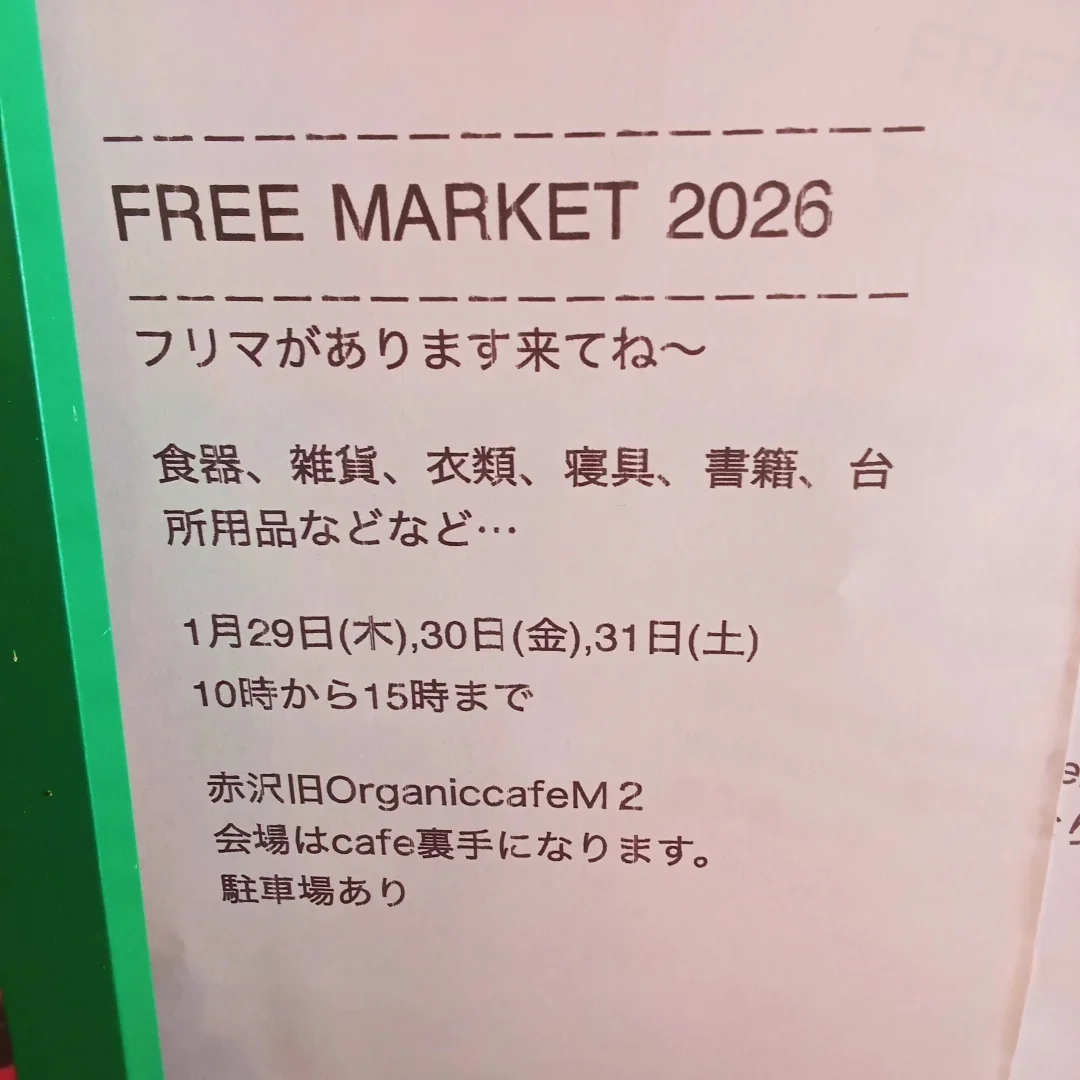 FREE MARKET 2026
フリマがあります来てね〜
食器、雑貨、衣類、寝具、書籍、台
所用品などなど…
1月29日(木),30日(金),31日(土)
10時から15時まで
赤沢旧OrganiccafeM２
会場はcafe裏手になります。
駐車場あり